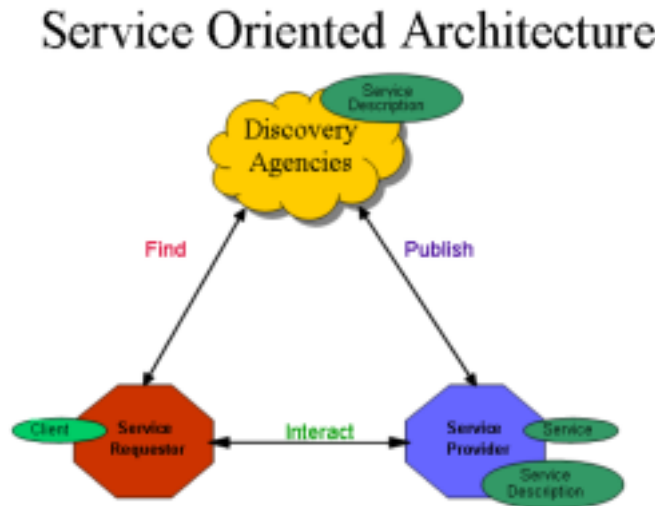 Service Oriented Architecture
Service
Description
Discovery
Agencies
Find
Publish
Client
Service
Requestor
Interact
Service
Provider
Service
Service
Description